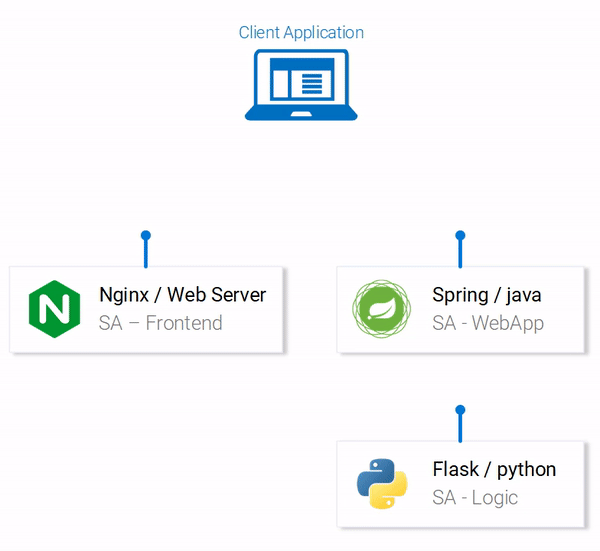 Client Application
Nginx / Web Server
SA – Frontend
Spring / java
SA - WebApp
Flask / python
SA - Logic